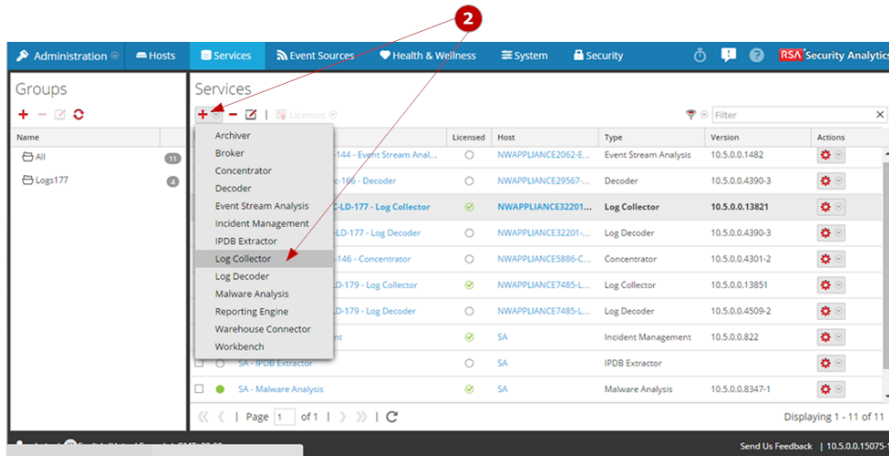 2
Administration Hosts Services Event Sources Health & Wellness System Security RSA Security Analytics
Groups
Name
All 11
Logs177 4
Services
Licenses Filter
Licensed Host Type Version Actions
Archiver
Broker
Concentrator
Decoder
Event Stream Analysis
Incident Management
IPDB Extractor
Log Collector
Log Decoder
Malware Analysis
Reporting Engine
Warehouse Connector
Workbench
-144 - Event Stream Anal... NWAPPLIANCE2062-E... Event Stream Analysis 10.5.0.0.1482
c-166 - Decoder NWAPPLIANCE29567-... Decoder 10.5.0.0.4390-3
C-LD-177 - Log Collector NWAPPLIANCE32201... Log Collector 10.5.0.0.13821
-LD-177 - Log Decoder NWAPPLIANCE32201-... Log Decoder 10.5.0.0.4390-3
-146 - Concentrator NWAPPLIANCE5886-C... Concentrator 10.5.0.0.4301-2
D-179 - Log Collector NWAPPLIANCE7485-L... Log Collector 10.5.0.0.13851
D-179 - Log Decoder NWAPPLIANCE7485-L... Log Decoder 10.5.0.0.4509-2
nt SA Incident Management 10.5.0.0.822
SA - IPDB Extractor SA IPDB Extractor
SA - Malware Analysis SA Malware Analysis 10.5.0.0.8347-1
Page 1 of 1 Displaying 1 - 11 of 11
Send Us Feedback | 10.5.0.0.15075-1